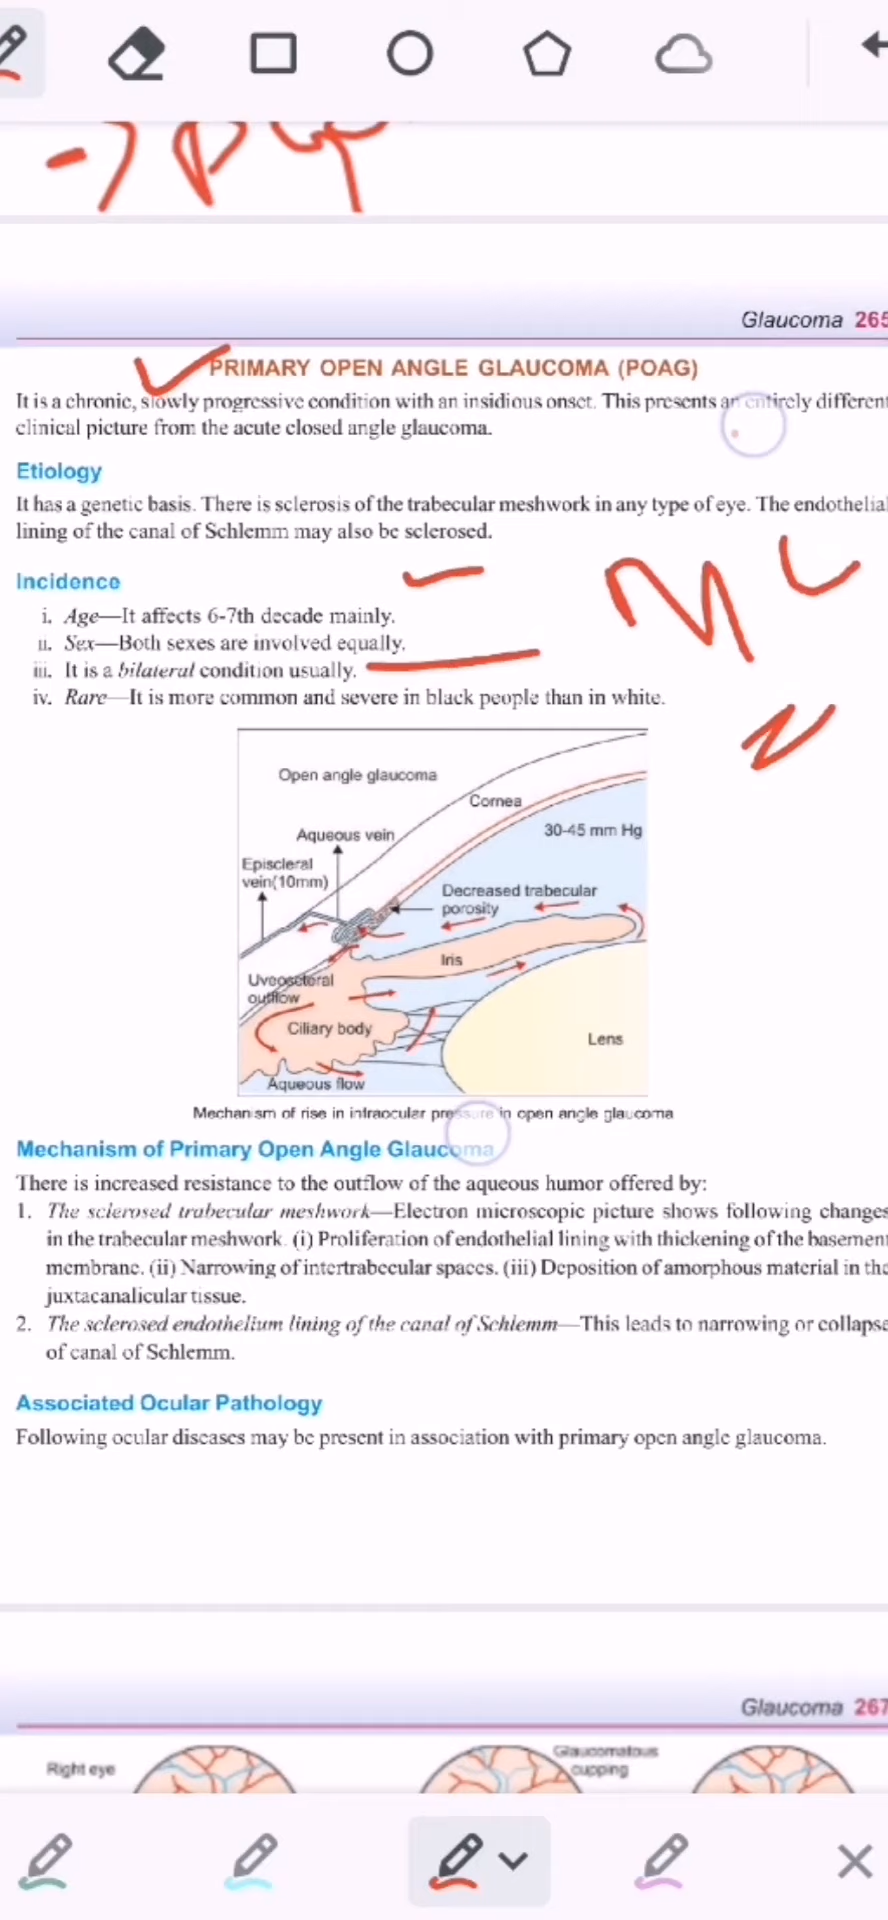 Glaucoma 265
PRIMARY OPEN ANGLE GLAUCOMA (POAG)
It is a chronic, slowly progressive condition with an insidious onset. This presents an entirely different
clinical picture from the acute closed angle glaucoma.
Etiology
It has a genetic basis. There is sclerosis of the trabecular meshwork in any type of eye. The endothelial
lining of the canal of Schlemm may also be sclerosed.
Incidence
i. Age—It affects 6-7th decade mainly.
ii. Sex—Both sexes are involved equally.
iii. It is a bilateral condition usually.
iv. Rare—It is more common and severe in black people than in white.
Open angle glaucoma
Cornea
Aqueous vein
30-45 mm Hg
Episcleral
vein(10mm)
Decreased trabecular
porosity
Iris
Uveoscleral
outflow
Ciliary body
Lens
Aqueous flow
Mechanism of rise in intraocular pressure in open angle glaucoma
Mechanism of Primary Open Angle Glaucoma
There is increased resistance to the outflow of the aqueous humor offered by:
1. The sclerosed trabecular meshwork—Electron microscopic picture shows following changes
in the trabecular meshwork. (i) Proliferation of endothelial lining with thickening of the basement
membrane. (ii) Narrowing of intertrabecular spaces. (iii) Deposition of amorphous material in the
juxtacanalicular tissue.
2. The sclerosed endothelium lining of the canal of Schlemm—This leads to narrowing or collapse
of canal of Schlemm.
Associated Ocular Pathology
Following ocular diseases may be present in association with primary open angle glaucoma.
Glaucoma 267
Right eye
Glaucomatous
cupping